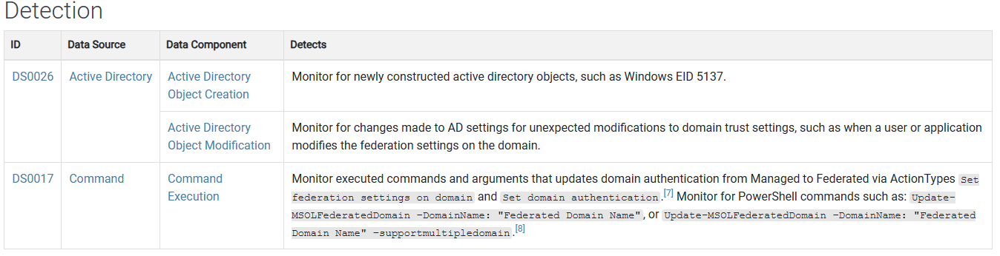 Detection
ID Data Source Data Component Detects
DS0026 Active Directory Active Directory Monitor for newly constructed active directory objects, such as Windows EID 5137.
Object Creation
Active Directory Monitor for changes made to AD settings for unexpected modifications to domain trust settings, such as when a user or application
Object Modification modifies the federation settings on the domain.
DS0017 Command Command Monitor executed commands and arguments that updates domain authentication from Managed to Federated via ActionTypes Set
Execution federation settings on domain and Set domain authentication.[7] Monitor for PowerShell commands such as: Update-
MSOLFederatedDomain –DomainName: "Federated Domain Name", or Update-MSOLFederatedDomain –DomainName: "Federated
Domain Name" –supportmultipledomain.[8]